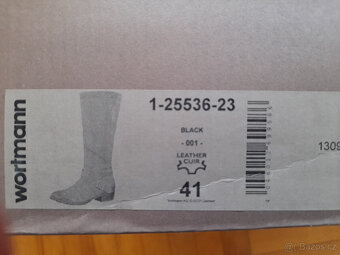 wortmann
1-25536-23
BLACK
- 001 -
LEATHER
CUIR
41
1309